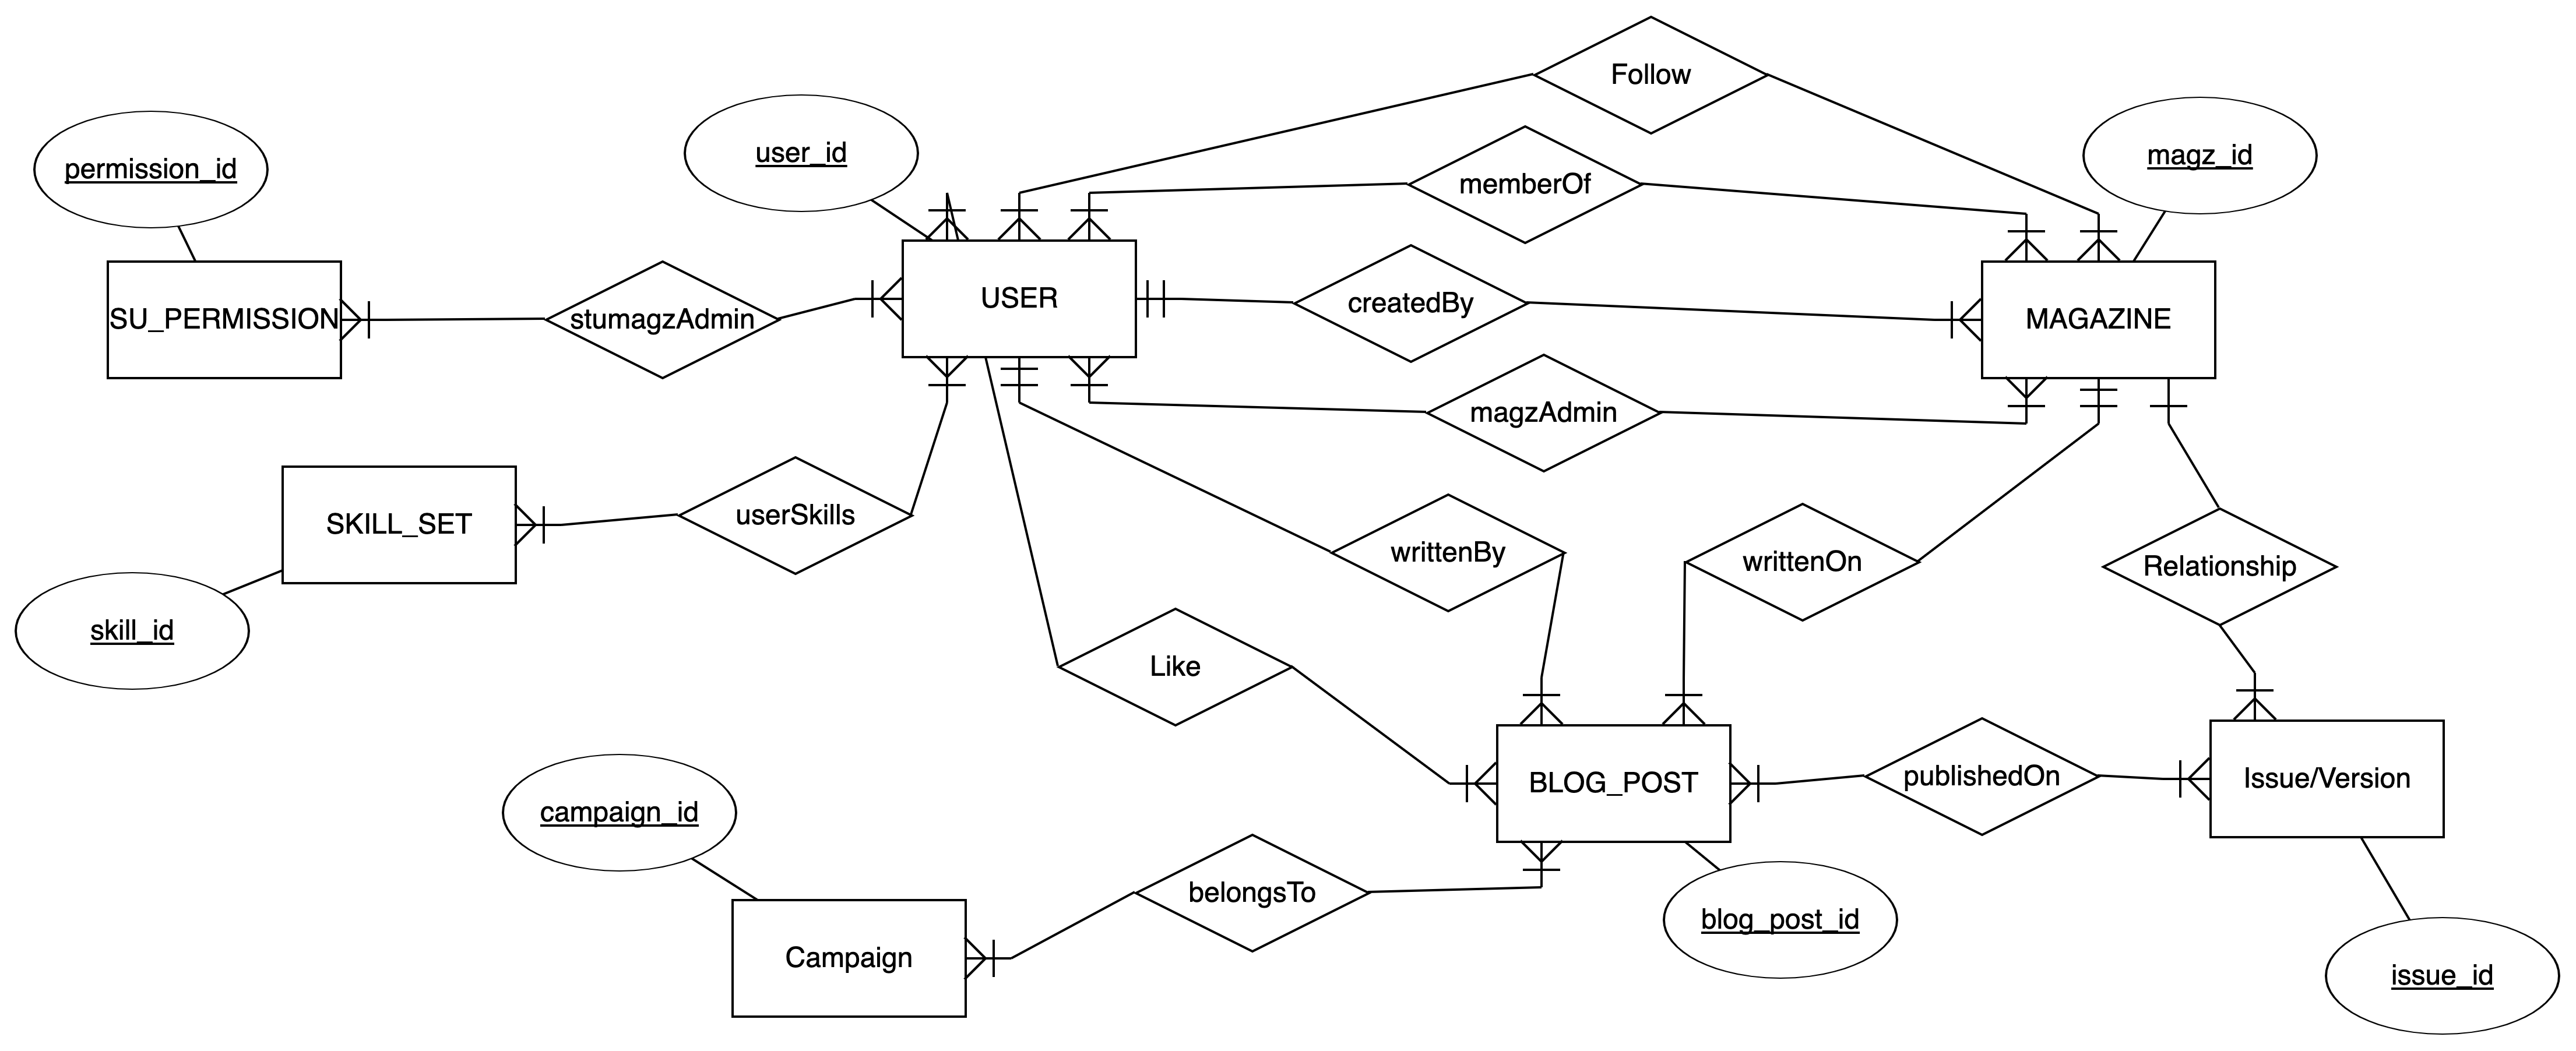 Follow
permission_id
user_id
memberOf
magz_id
SU_PERMISSION
stumagzAdmin
USER
createdBy
MAGAZINE
magzAdmin
SKILL_SET
userSkills
writtenBy
writtenOn
Relationship
skill_id
Like
campaign_id
BLOG_POST
publishedOn
Issue/Version
belongsTo
blog_post_id
Campaign
issue_id